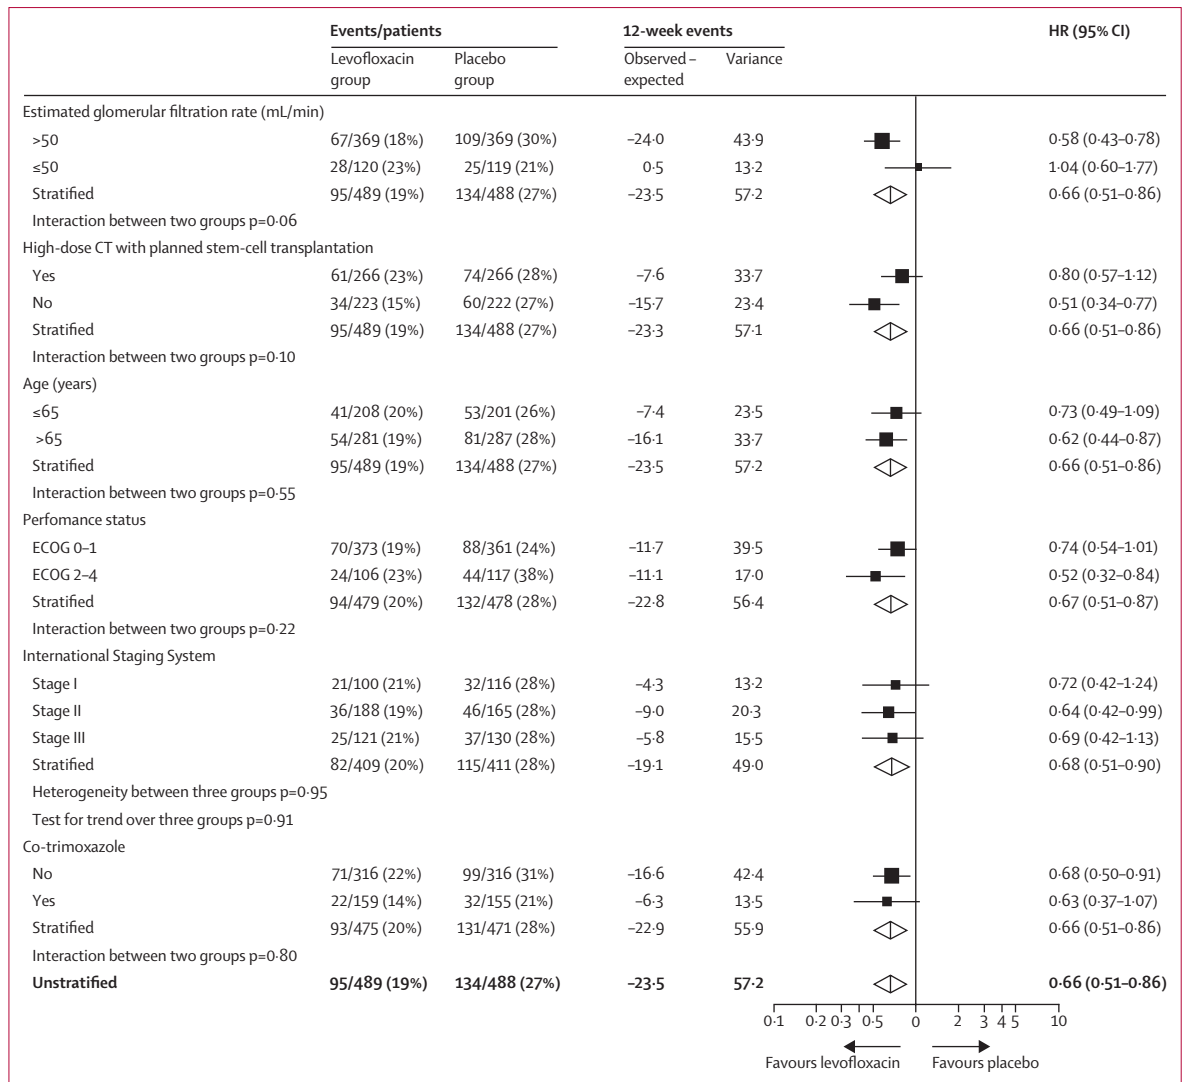 Events/patients 12-week events HR (95% CI)
Levofloxacin group Placebo group Observed – expected Variance
Estimated glomerular filtration rate (mL/min)
>50 67/369 (18%) 109/369 (30%) –24·0 43·9 0·58 (0·43–0·78)
≤50 28/120 (23%) 25/119 (21%) 0·5 13·2 1·04 (0·60–1·77)
Stratified 95/489 (19%) 134/488 (27%) –23·5 57·2 0·66 (0·51–0·86)
Interaction between two groups p=0·06
High-dose CT with planned stem-cell transplantation
Yes 61/266 (23%) 74/266 (28%) –7·6 33·7 0·80 (0·57–1·12)
No 34/223 (15%) 60/222 (27%) –15·7 23·4 0·51 (0·34–0·77)
Stratified 95/489 (19%) 134/488 (27%) –23·3 57·1 0·66 (0·51–0·86)
Interaction between two groups p=0·10
Age (years)
≤65 41/208 (20%) 53/201 (26%) –7·4 23·5 0·73 (0·49–1·09)
>65 54/281 (19%) 81/287 (28%) –16·1 33·7 0·62 (0·44–0·87)
Stratified 95/489 (19%) 134/488 (27%) –23·5 57·2 0·66 (0·51–0·86)
Interaction between two groups p=0·55
Perfomance status
ECOG 0–1 70/373 (19%) 88/361 (24%) –11·7 39·5 0·74 (0·54–1·01)
ECOG 2–4 24/106 (23%) 44/117 (38%) –11·1 17·0 0·52 (0·32–0·84)
Stratified 94/479 (20%) 132/478 (28%) –22·8 56·4 0·67 (0·51–0·87)
Interaction between two groups p=0·22
International Staging System
Stage I 21/100 (21%) 32/116 (28%) –4·3 13·2 0·72 (0·42–1·24)
Stage II 36/188 (19%) 46/165 (28%) –9·0 20·3 0·64 (0·42–0·99)
Stage III 25/121 (21%) 37/130 (28%) –5·8 15·5 0·69 (0·42–1·13)
Stratified 82/409 (20%) 115/411 (28%) –19·1 49·0 0·68 (0·51–0·90)
Heterogeneity between three groups p=0·95
Test for trend over three groups p=0·91
Co-trimoxazole
No 71/316 (22%) 99/316 (31%) –16·6 42·4 0·68 (0·50–0·91)
Yes 22/159 (14%) 32/155 (21%) –6·3 13·5 0·63 (0·37–1·07)
Stratified 93/475 (20%) 131/471 (28%) –22·9 55·9 0·66 (0·51–0·86)
Interaction between two groups p=0·80
Unstratified 95/489 (19%) 134/488 (27%) –23·5 57·2 0·66 (0·51–0·86)
0·1 0·2 0·3 0·5 0 2 3 4 5 10
Favours levofloxacin Favours placebo